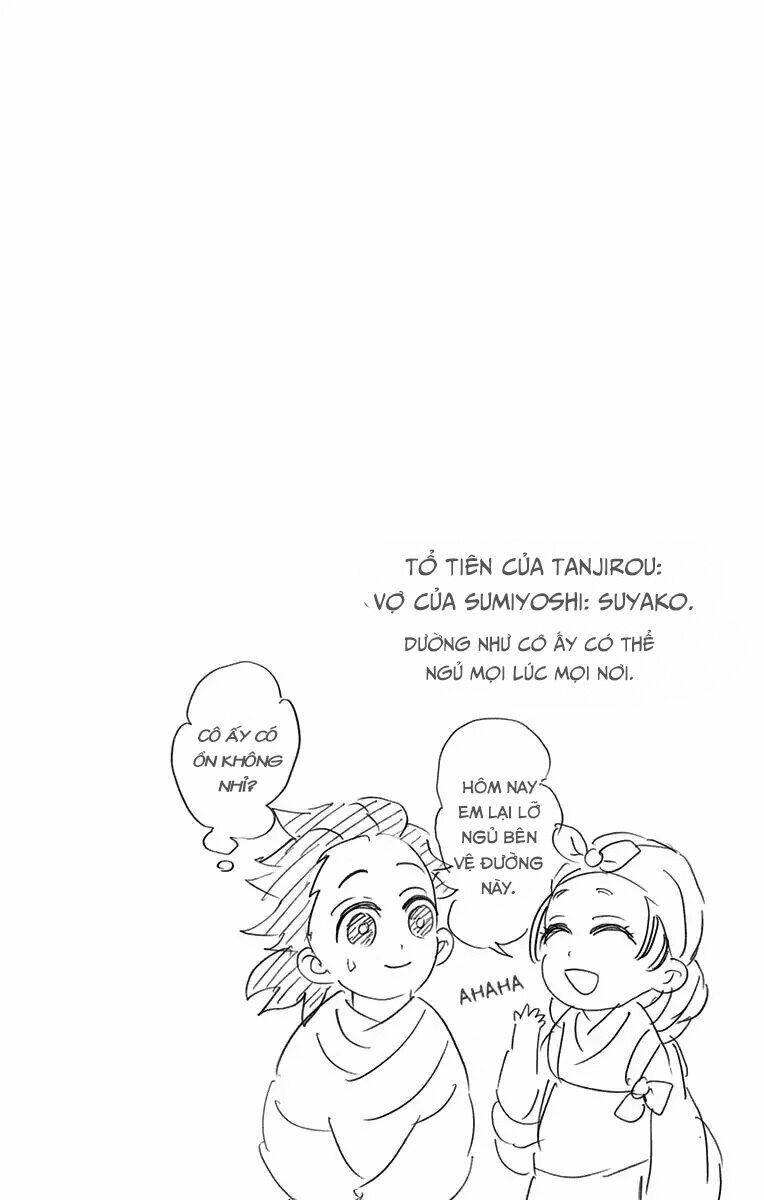 TỔ TIÊN CỦA TANJIROU:
VỢ CỦA SUMIYOSHI: SUYAKO.
DƯỜNG NHƯ CÔ ẤY CÓ THỂ
NGỦ MỌI LÚC MỌI NƠI.
CÔ ẤY CÓ
ỒN KHÔNG
NHỈ?
HÔM NAY
EM LẠI LỠ
NGỦ BÊN
VỆ ĐƯỜNG
NÀY.
AHAHA